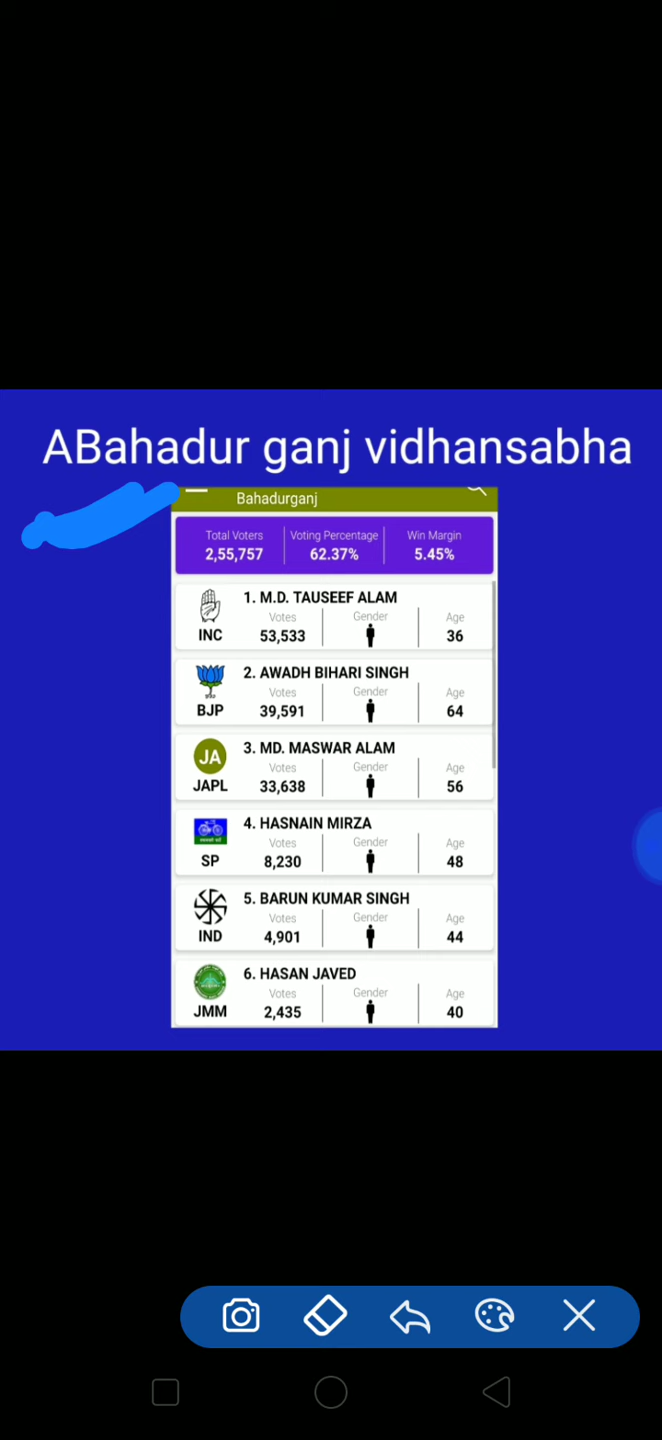 ABahadur ganj vidhansabha
Bahadurganj
Total Voters Voting Percentage Win Margin
2,55,757 62.37% 5.45%
1. M.D. TAUSEEF ALAM
Votes Gender Age
INC 53,533 36
2. AWADH BIHARI SINGH
Votes Gender Age
BJP 39,591 64
JA 3. MD. MASWAR ALAM
Votes Gender Age
JAPL 33,638 56
4. HASNAIN MIRZA
Votes Gender Age
SP 8,230 48
5. BARUN KUMAR SINGH
Votes Gender Age
IND 4,901 44
6. HASAN JAVED
Votes Gender Age
JMM 2,435 40